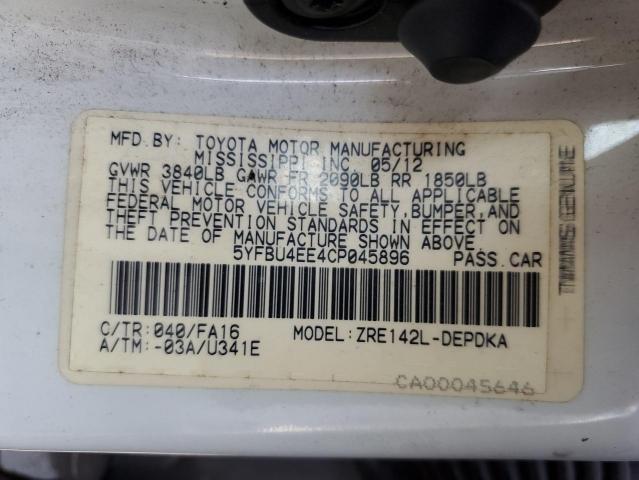 MFD.BY: TOYOTA MOTOR MANUFACTURING
MISSISSIPPI INC. 05/12
GVWR 3840LB GAWR FR 2090LB RR 1850LB
THIS VEHICLE CONFORMS TO ALL APPLICABLE
FEDERAL MOTOR VEHICLE SAFETY,BUMPER,AND
THEFT PREVENTION STANDARDS IN EFFECT ON
THE DATE OF MANUFACTURE SHOWN ABOVE.
5YFBU4EE4CP045896 PASS.CAR
C/TR:040/FA16 MODEL:ZRE142L-DEPDKA
A/TM:-03A/U341E
CA00045646